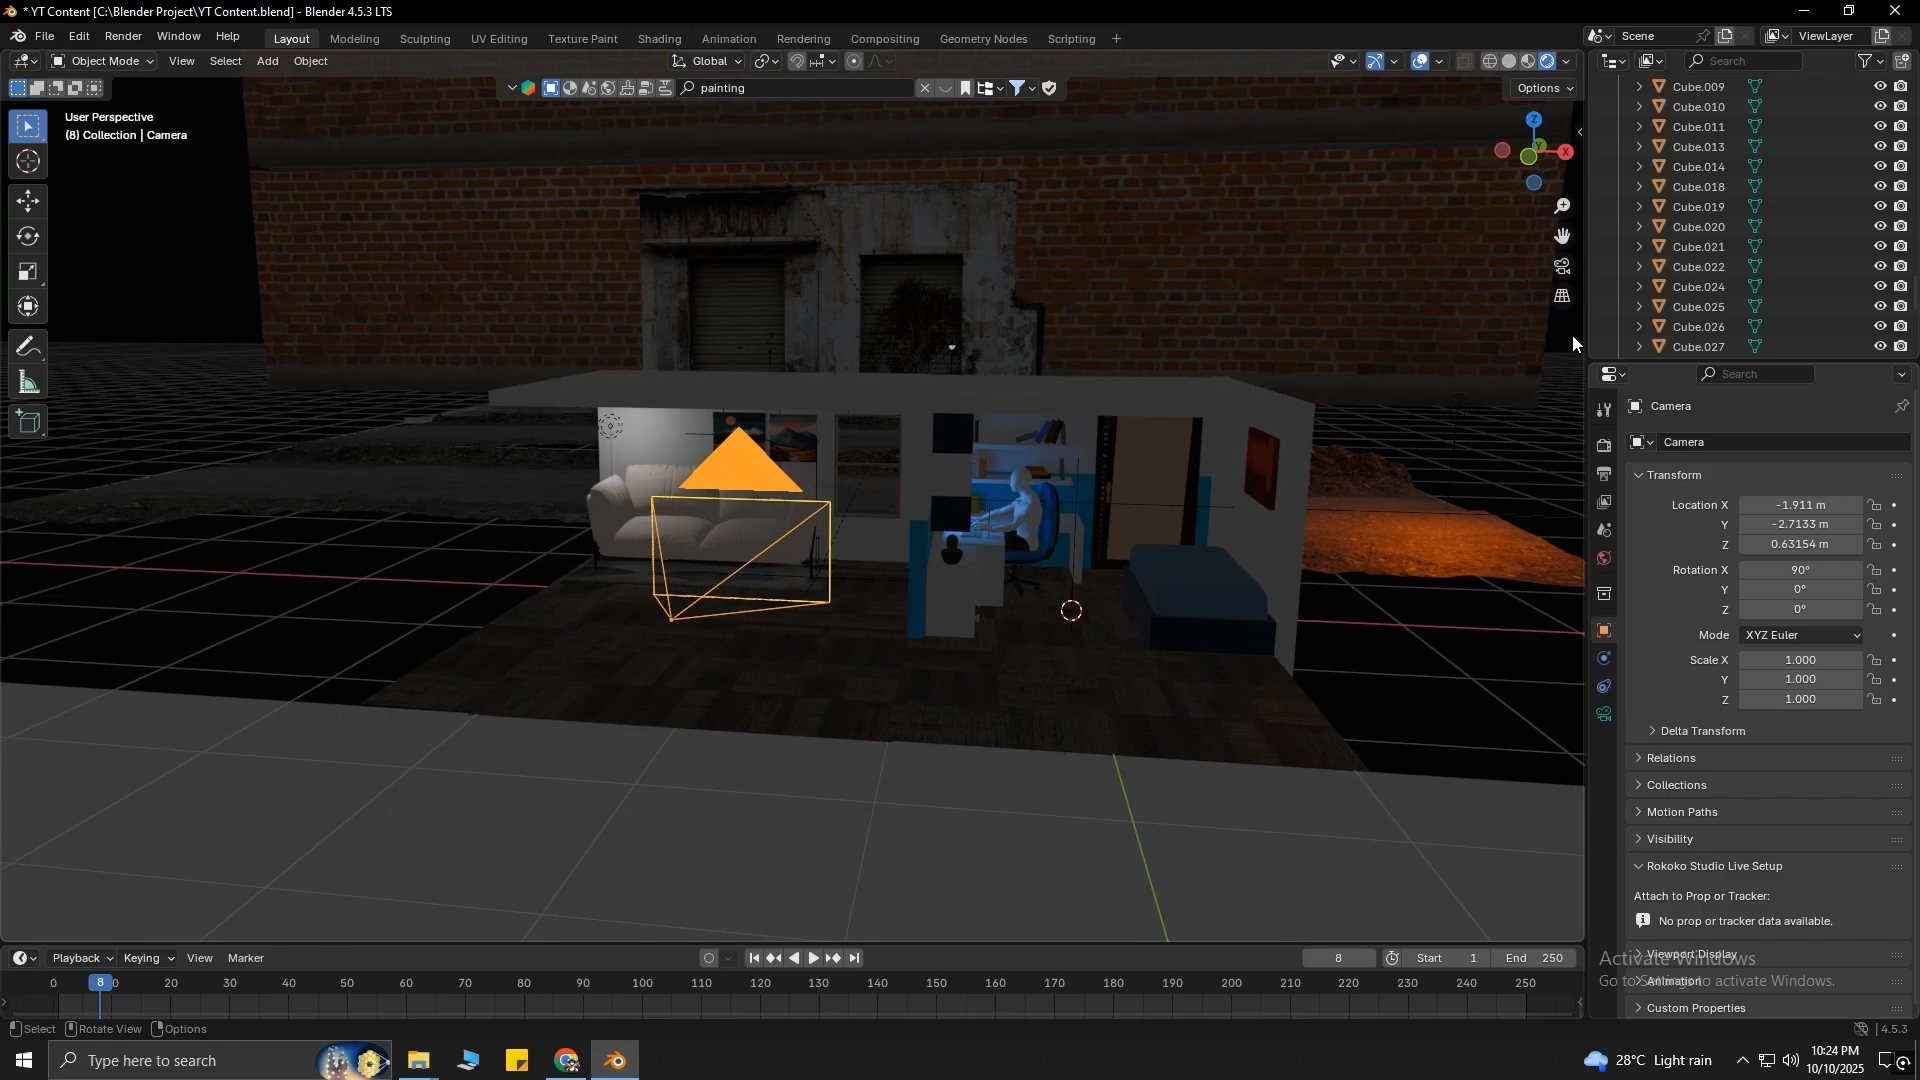 * YT Content [C:\Blender Project\YT Content.blend] - Blender 4.5.3 LTS
File Edit Render Window Help
Layout Modeling Sculpting UV Editing Texture Paint Shading Animation Rendering Compositing Geometry Nodes Scripting +
Scene
ViewLayer
Object Mode View Select Add Object
Global
Search
painting
Options
User Perspective
(8) Collection | Camera
Z
Y
X
Cube.009
Cube.010
Cube.011
Cube.013
Cube.014
Cube.018
Cube.019
Cube.020
Cube.021
Cube.022
Cube.024
Cube.025
Cube.026
Cube.027
Search
Camera
Camera
Transform
Location X -1.911 m
Y -2.7133 m
Z 0.63154 m
Rotation X 90°
Y 0°
Z 0°
Mode XYZ Euler
Scale X 1.000
Y 1.000
Z 1.000
Delta Transform
Relations
Collections
Motion Paths
Visibility
Rokoko Studio Live Setup
Attach to Prop or Tracker:
No prop or tracker data available.
Viewport Display
Animation
Custom Properties
Activate Windows
Go to Settings to activate Windows.
Playback Keying View Marker
8 Start 1 End 250
0 8 20 30 40 50 60 70 80 90 100 110 120 130 140 150 160 170 180 190 200 210 220 230 240 250
Select Rotate View Options
4.5.3
Type here to search
28°C Light rain
10:24 PM
10/10/2025